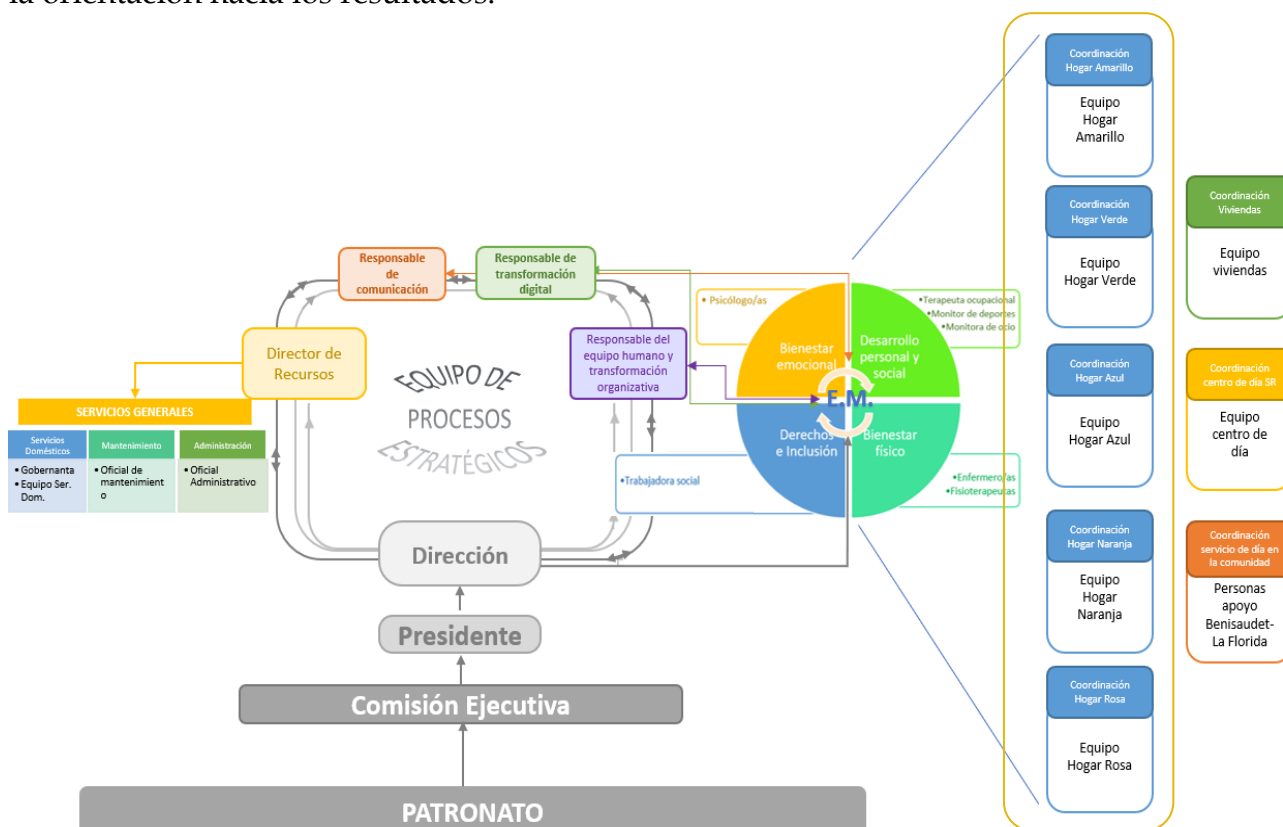 la orientación hacia los resultados.
Coordinación
Hogar Amarillo
Equipo
Hogar
Amarillo
Coordinación
Hogar Verde
Equipo
Hogar Verde
Coordinación
Viviendas
Equipo
viviendas
Responsable
de
comunicación
Responsable de
transformación
digital
Responsable del
equipo humano y
transformación
organizativa
Director de
Recursos
EQUIPO DE
PROCESOS
ESTRATÉGICOS
• Psicólogo/as
•Terapeuta ocupacional
•Monitor de deportes
•Monitora de ocio
Bienestar
emocional
Desarrollo
personal y
social
E.M.
Derechos
e Inclusión
Bienestar
físico
•Trabajadora social
•Enfermero/as
•Fisioterapeutas
SERVICIOS GENERALES
Servicios
Domésticos
Mantenimiento
Administración
• Gobernanta
• Equipo Ser.
Dom.
• Oficial de
mantenimient
o
• Oficial
Administrativo
Coordinación
Hogar Azul
Equipo
Hogar Azul
Coordinación
centro de día SR
Equipo
centro de
día
Coordinación
Hogar Naranja
Equipo
Hogar
Naranja
Coordinación
servicio de día en
la comunidad
Personas
apoyo
Benisaudet-
La Florida
Coordinación
Hogar Rosa
Equipo
Hogar Rosa
Dirección
Presidente
Comisión Ejecutiva
PATRONATO